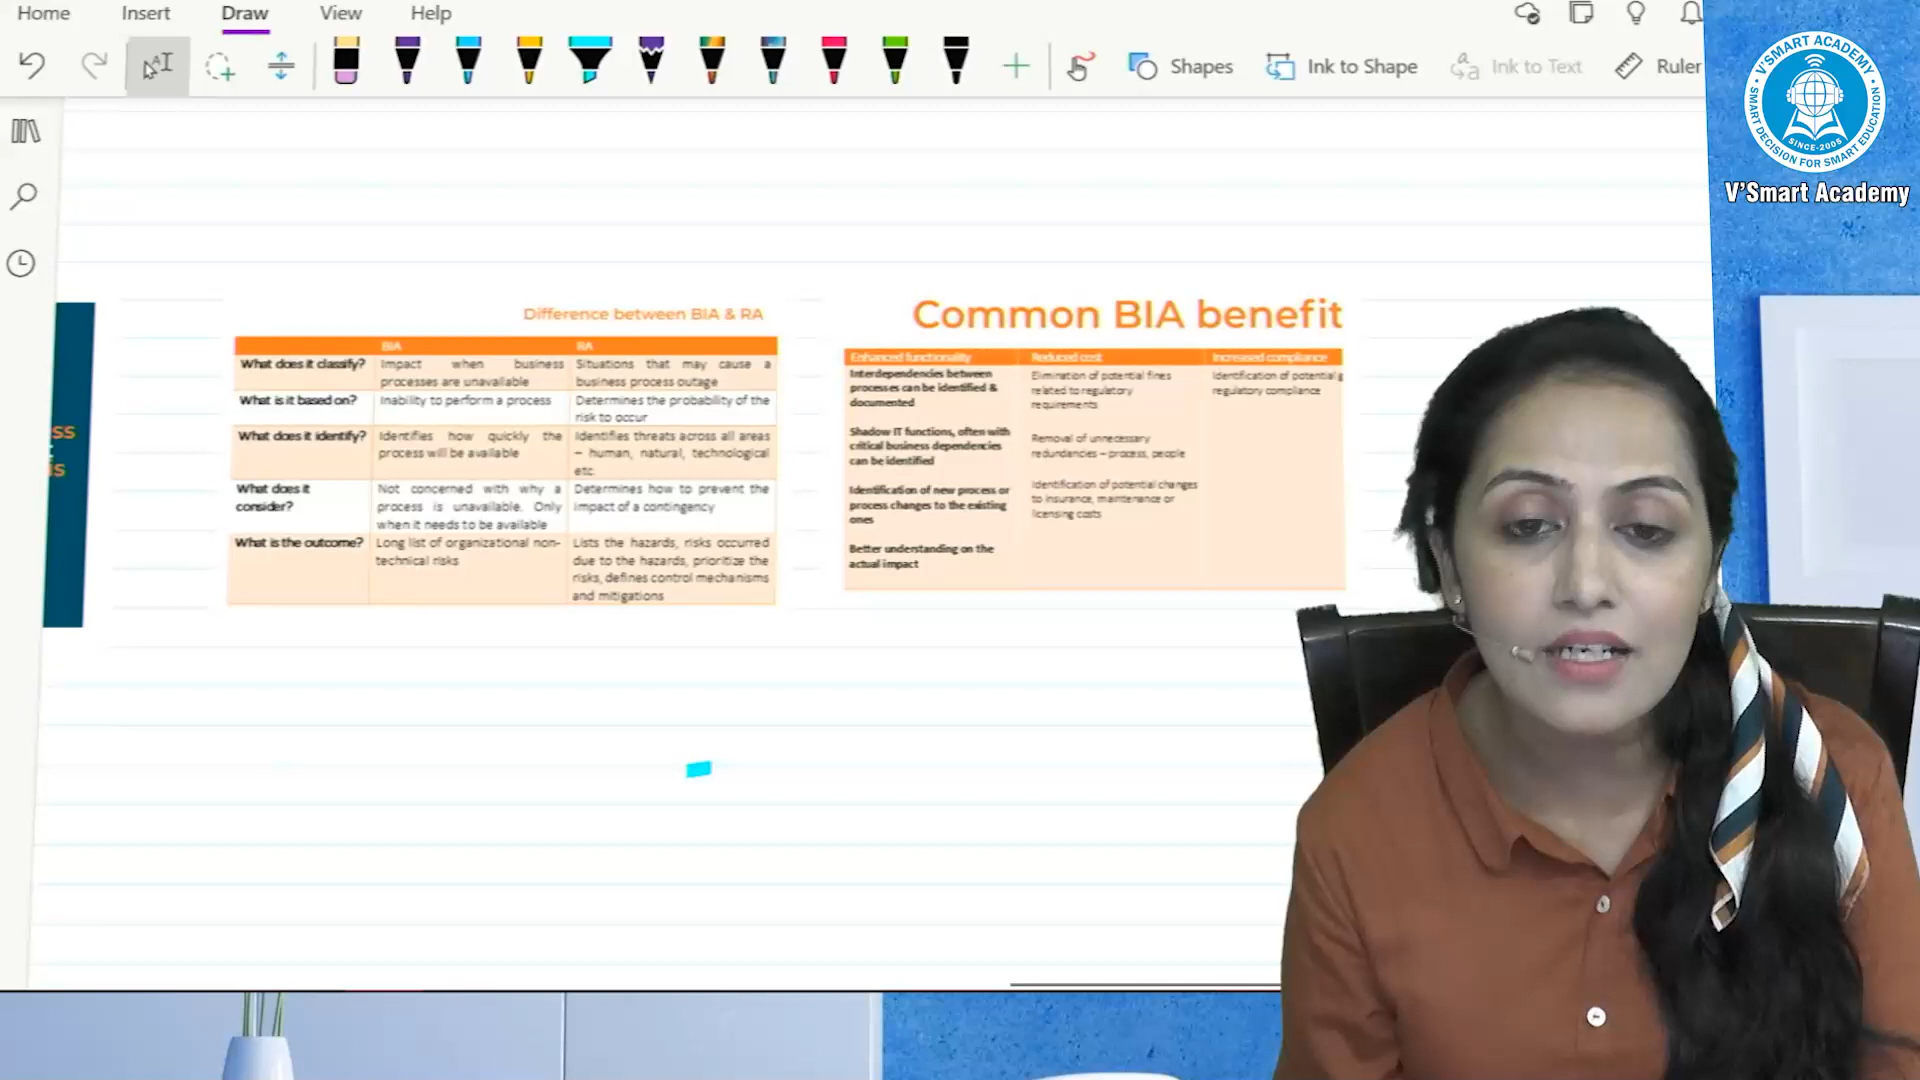 Home Insert Draw View Help
Shapes Ink to Shape Ink to Text Ruler
V'SMART ACADEMY
SMART DECISION FOR SMART EDUCATION
SINCE-2005
V'Smart Academy
ss
is
Difference between BIA & RA
BIA RA
What does it classify? Impact when business Situations that may cause a
processes are unavailable business process outage
What is it based on? Inability to perform a process Determines the probability of the
risk to occur
What does it identify? Identifies how quickly the Identifies threats across all areas
process will be available – human, natural, technological
etc
What does it Not concerned with why a Determines how to prevent the
consider? process is unavailable. Only impact of a contingency
when it needs to be available
What is the outcome? Long list of organizational non- Lists the hazards, risks occurred
technical risks due to the hazards, prioritize the
risks, defines control mechanisms
and mitigations
Common BIA benefit
Enhanced functionality Reduced cost Increased compliance
Interdependencies between
processes can be identified &
documented
Shadow IT functions, often with
critical business dependencies
can be identified
Identification of new process or
process changes to the existing
ones
Better understanding on the
actual impact
Elimination of potential fines
related to regulatory
requirements
Removal of unnecessary
redundancies – process, people
Identification of potential changes
to insurance, maintenance or
licensing costs
Identification of potential g
regulatory compliance